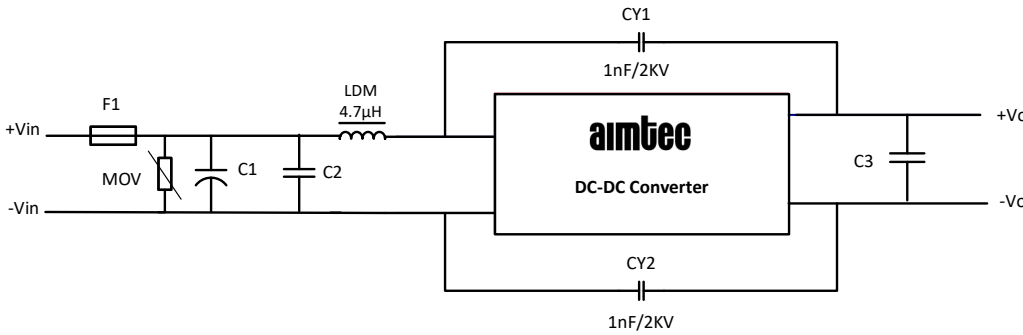 CY1
1nF/2KV
LDM
4.7µH
F1
+Vin
MOV
C1
C2
aimtec
DC-DC Converter
+Vo
C3
-Vin
-Vo
CY2
1nF/2KV